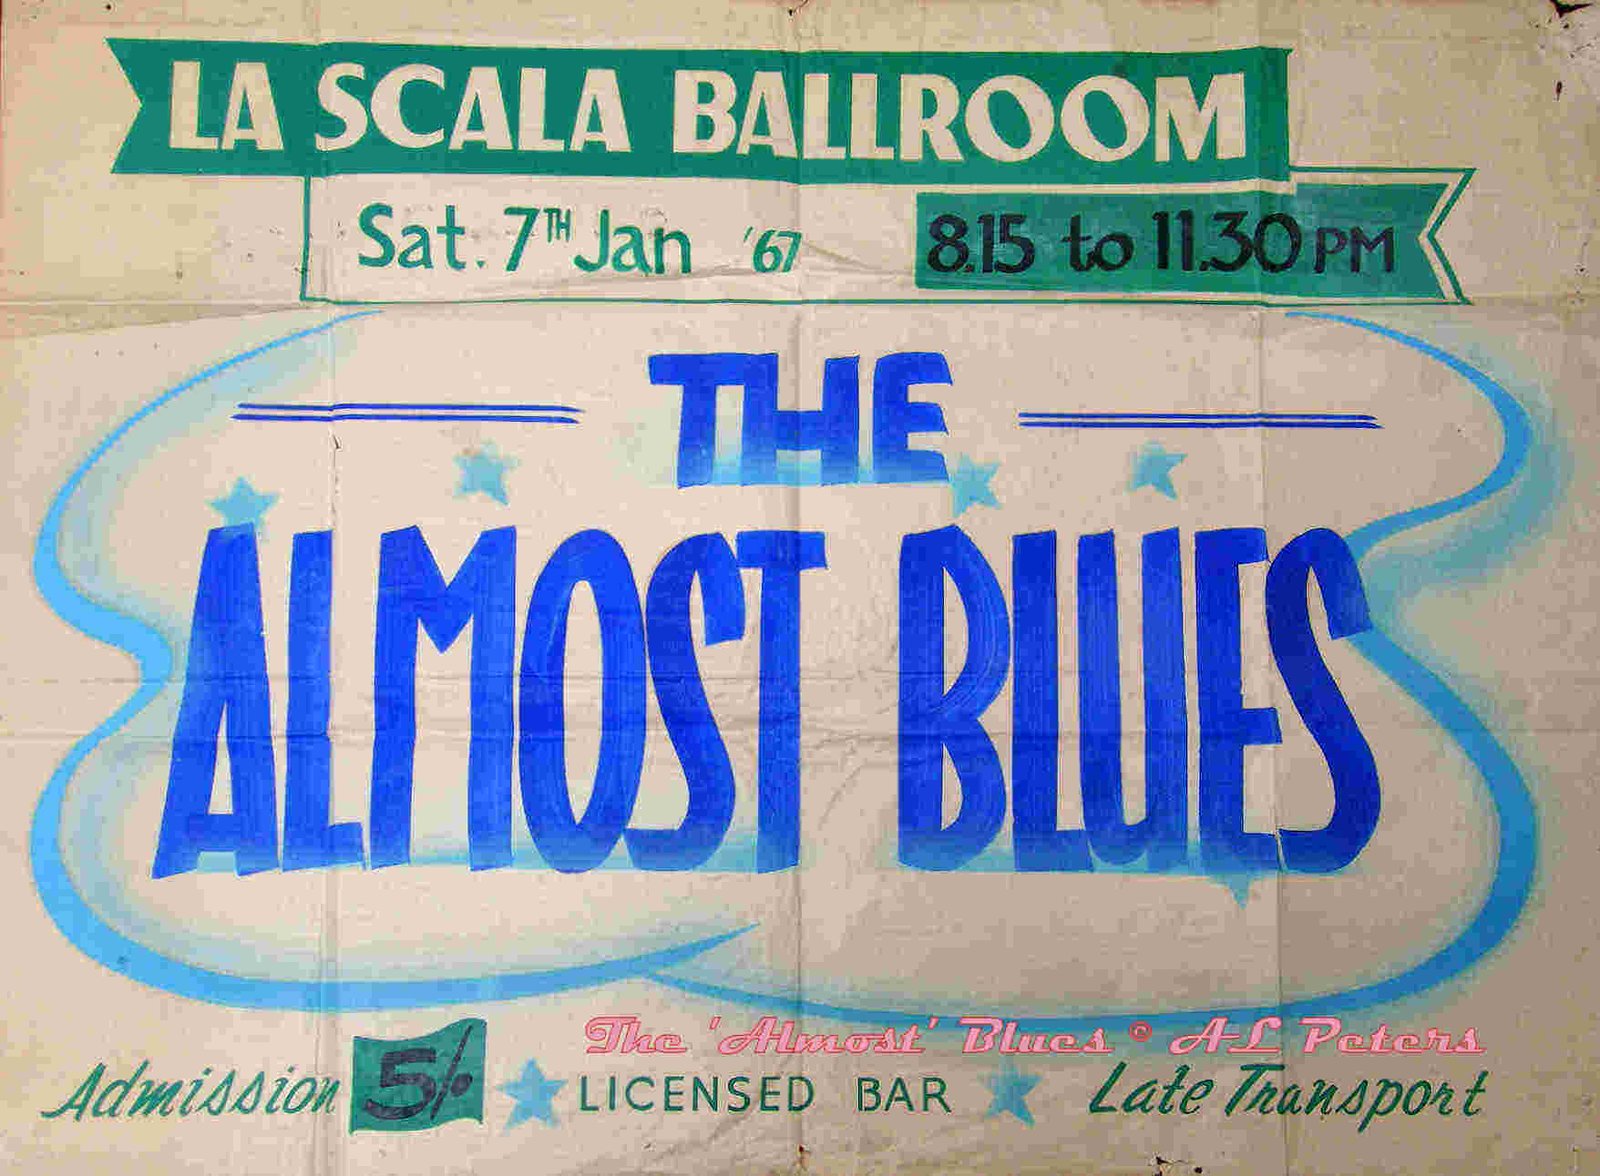 LA SCALA BALLROOM
Sat. 7TH Jan '67 8.15 to 11.30 PM
THE
ALMOST BLUES
The 'Almost' Blues © A-L Peters
Admission 5/- LICENSED BAR Late Transport